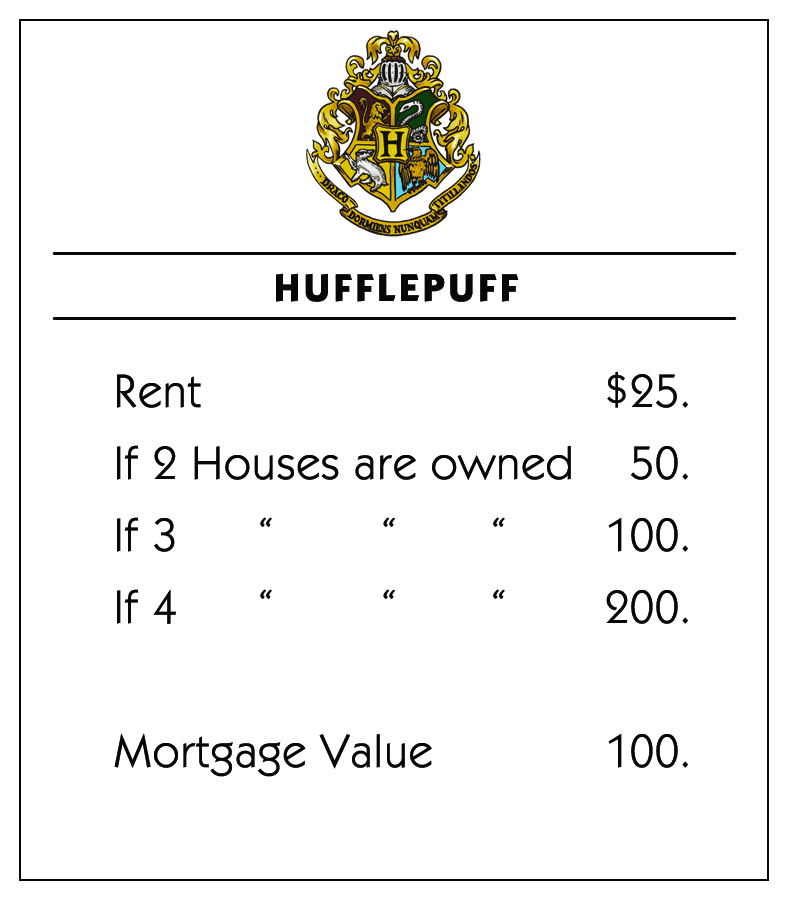 H
DRACO DORMIENS NUNQUAM TITILLANDUS
HUFFLEPUFF
Rent $25.
If 2 Houses are owned 50.
If 3 “ “ “ 100.
If 4 “ “ “ 200.
Mortgage Value 100.